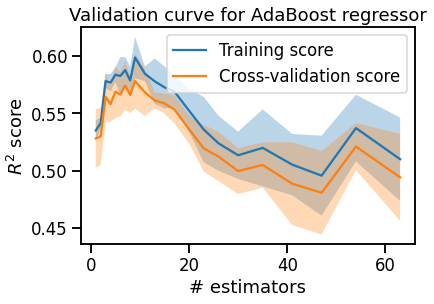 Validation curve for AdaBoost regressor
Training score
Cross-validation score
R² score
0.60
0.55
0.50
0.45
0
20
40
60
# estimators